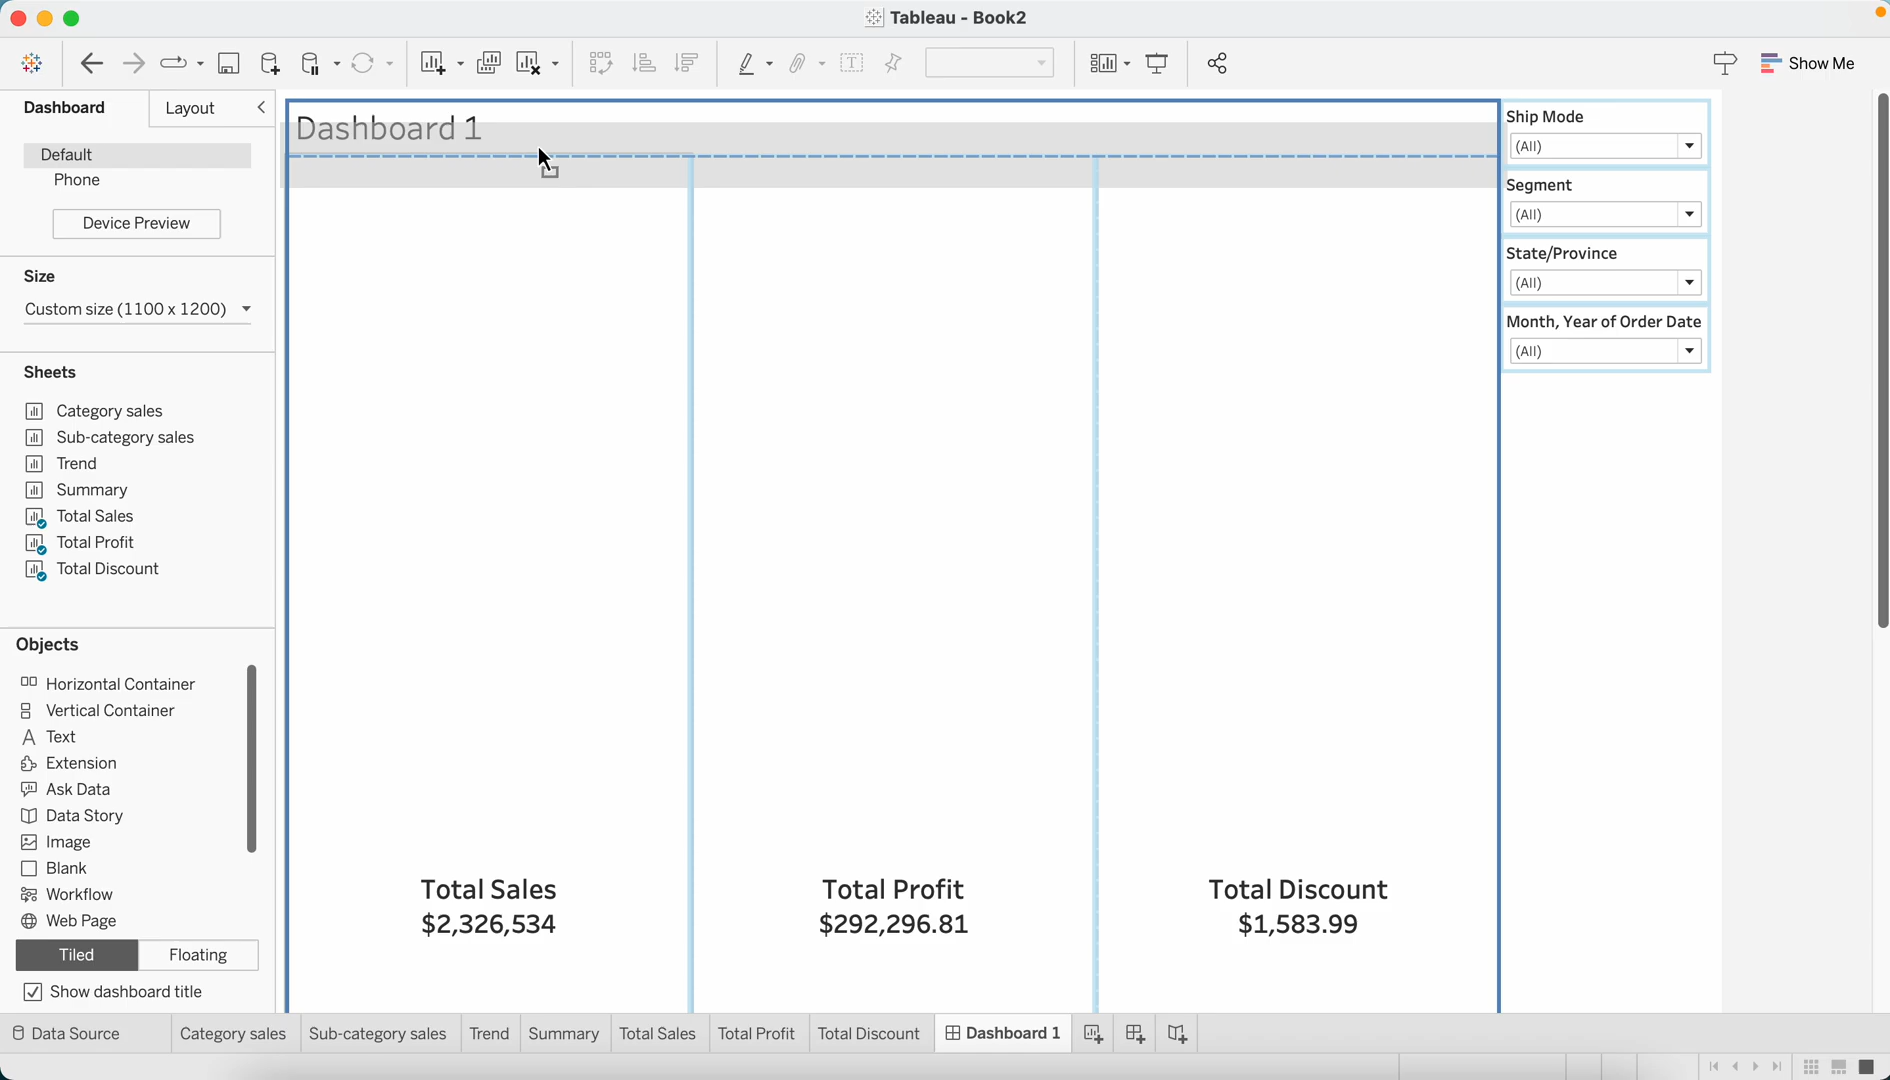 Tableau - Book2
Show Me
Dashboard
Layout
Default
Phone
Device Preview
Size
Custom size (1100 x 1200)
Sheets
Category sales
Sub-category sales
Trend
Summary
Total Sales
Total Profit
Total Discount
Objects
Horizontal Container
Vertical Container
Text
Extension
Ask Data
Data Story
Image
Blank
Workflow
Web Page
Tiled
Floating
Show dashboard title
Dashboard 1
Total Sales
$2,326,534
Total Profit
$292,296.81
Total Discount
$1,583.99
Ship Mode
(All)
Segment
(All)
State/Province
(All)
Month, Year of Order Date
(All)
Data Source
Category sales
Sub-category sales
Trend
Summary
Total Sales
Total Profit
Total Discount
Dashboard 1